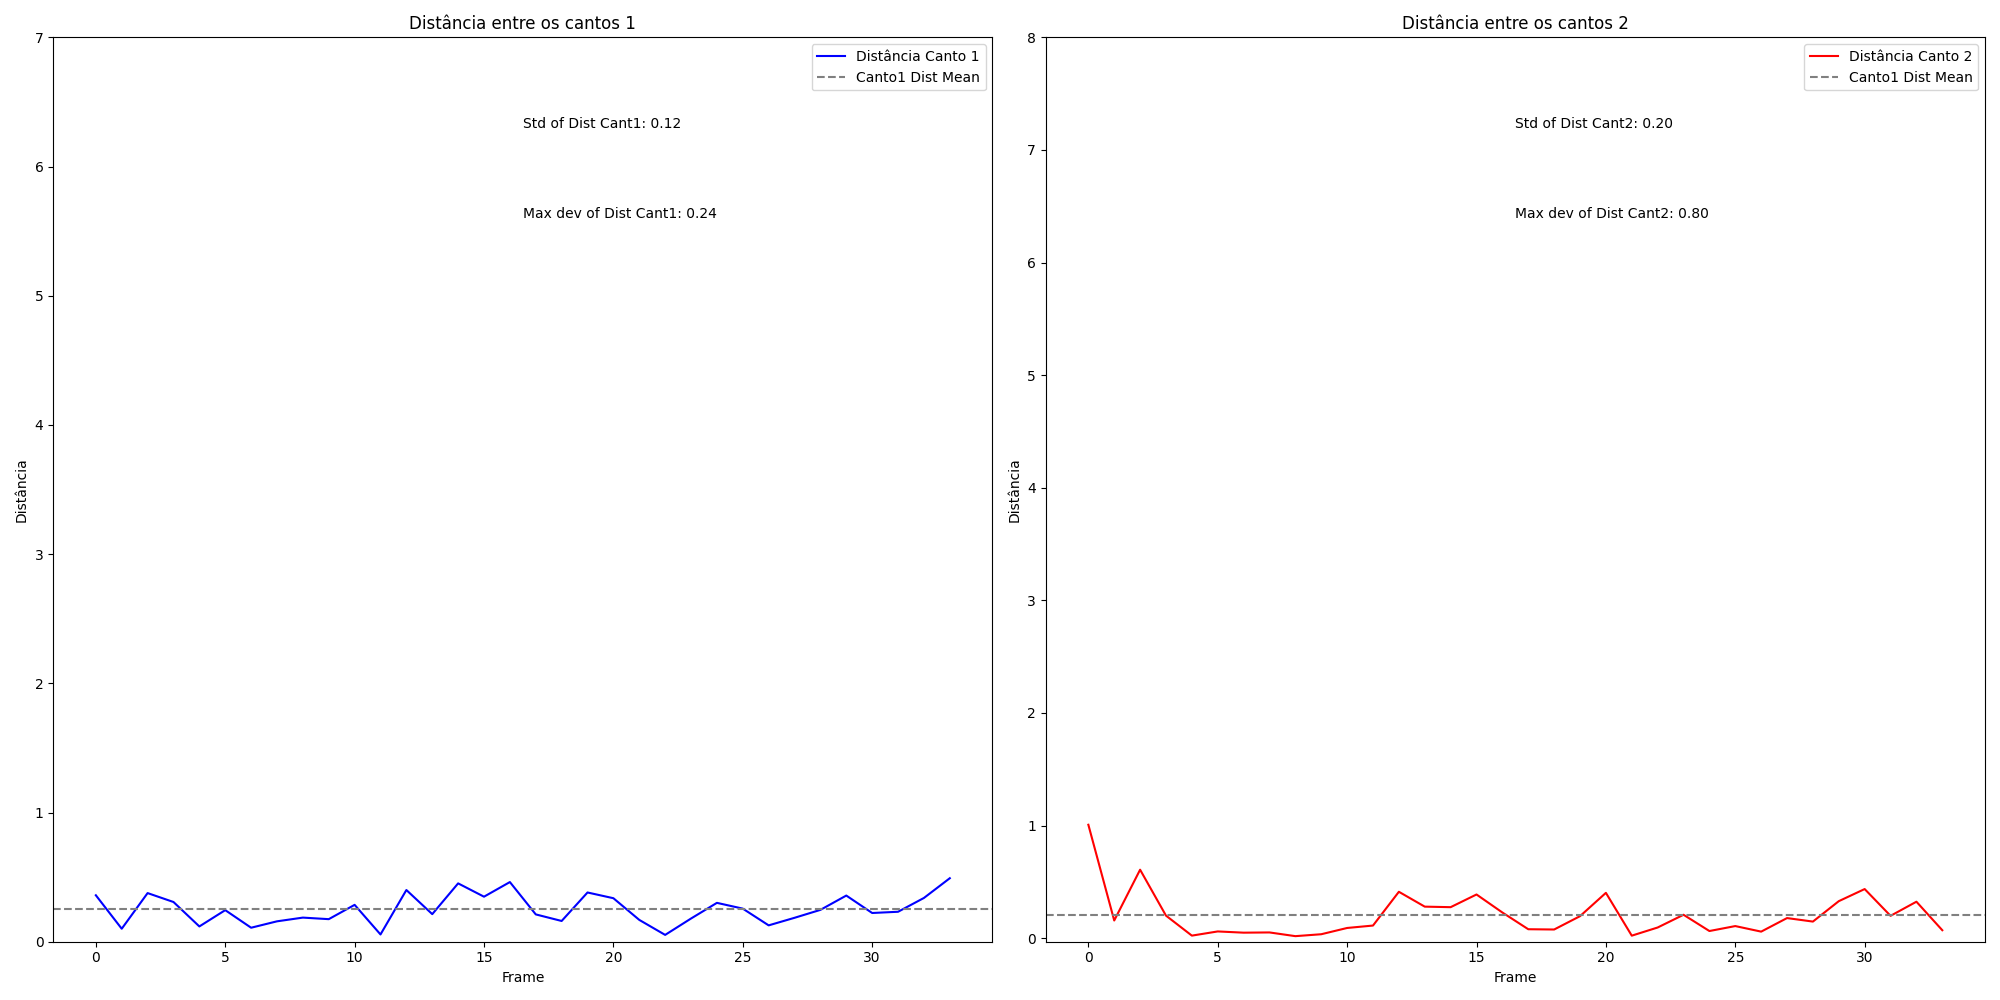 Distância entre os cantos 1
7
6
5
4
3
2
1
0
Distância
Distância Canto 1
Canto1 Dist Mean
Std of Dist Cant1: 0.12
Max dev of Dist Cant1: 0.24
0 5 10 15 20 25 30
Frame
Distância entre os cantos 2
8
7
6
5
4
3
2
1
0
Distância
Distância Canto 2
Canto1 Dist Mean
Std of Dist Cant2: 0.20
Max dev of Dist Cant2: 0.80
0 5 10 15 20 25 30
Frame